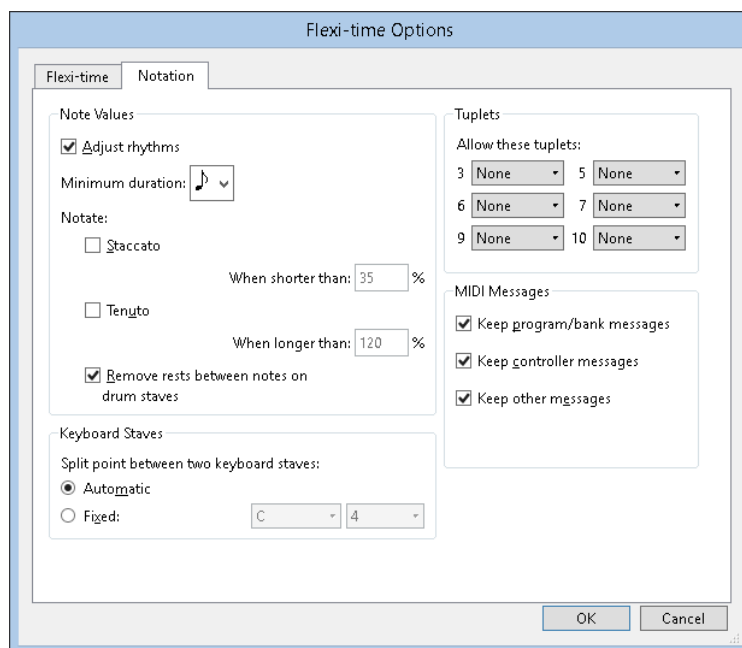 Flexi-time Options
Flexi-time
Notation
Note Values
Adjust rhythms
Minimum duration:
Notate:
Staccato
When shorter than: 35 %
Tenuto
When longer than: 120 %
Remove rests between notes on
drum staves
Keyboard Staves
Split point between two keyboard staves:
Automatic
Fixed: C 4
Tuplets
Allow these tuplets:
3 None 5 None
6 None 7 None
9 None 10 None
MIDI Messages
Keep program/bank messages
Keep controller messages
Keep other messages
OK Cancel